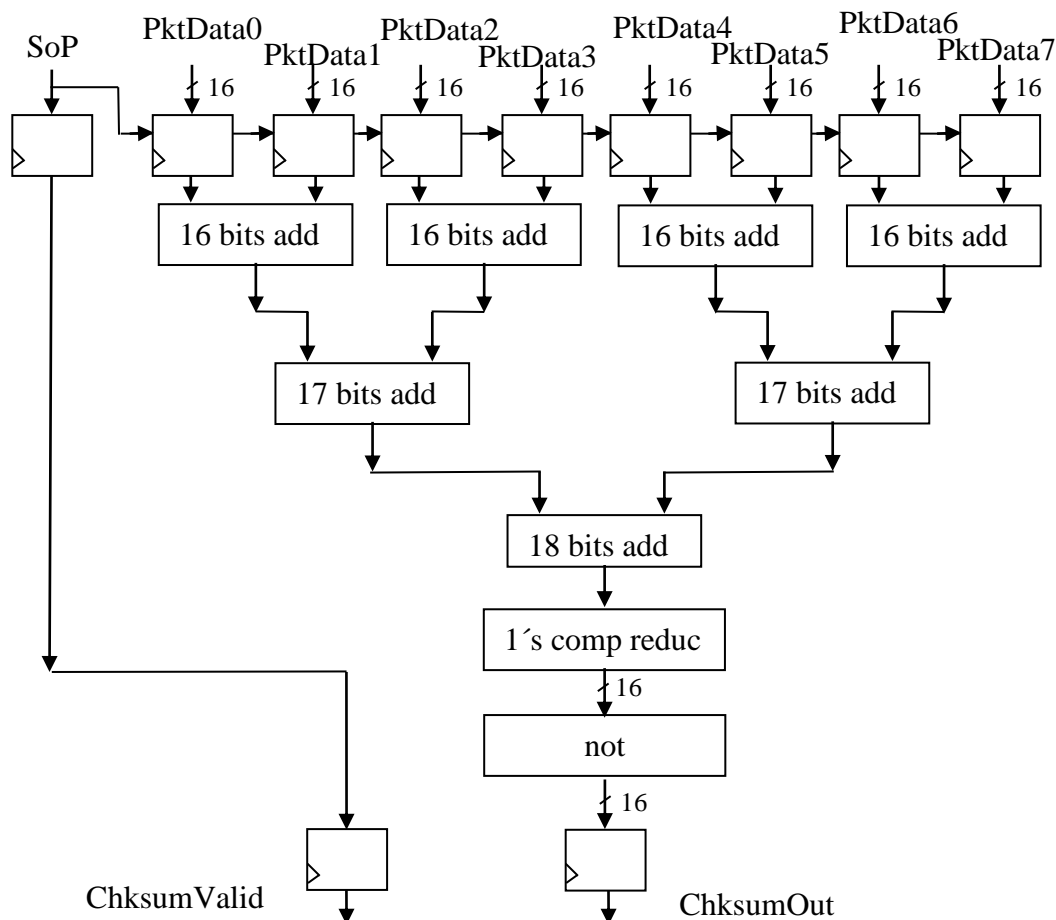 SoP
PktData0
PktData1
PktData2
PktData3
PktData4
PktData5
PktData6
PktData7
16
16
16
16
16
16
16
16
16 bits add
16 bits add
16 bits add
16 bits add
17 bits add
17 bits add
18 bits add
1´s comp reduc
16
not
16
ChksumValid
ChksumOut